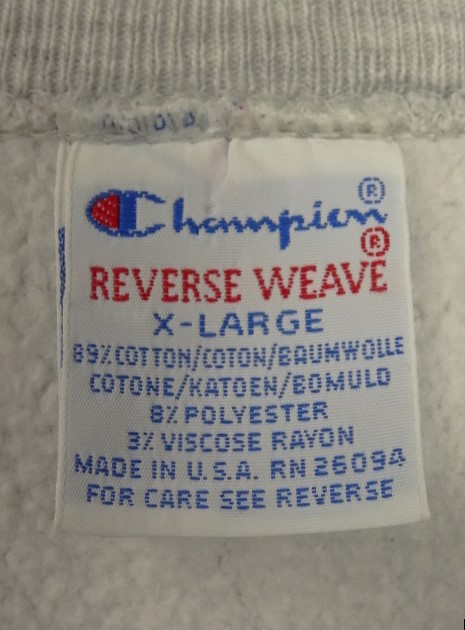 Champion ®
REVERSE WEAVE ®
X-LARGE
89% COTTON/COTON/BAUMWOLLE
COTONE/KATOEN/BOMULD
8% POLYESTER
3% VISCOSE RAYON
MADE IN U.S.A. RN 26094
FOR CARE SEE REVERSE